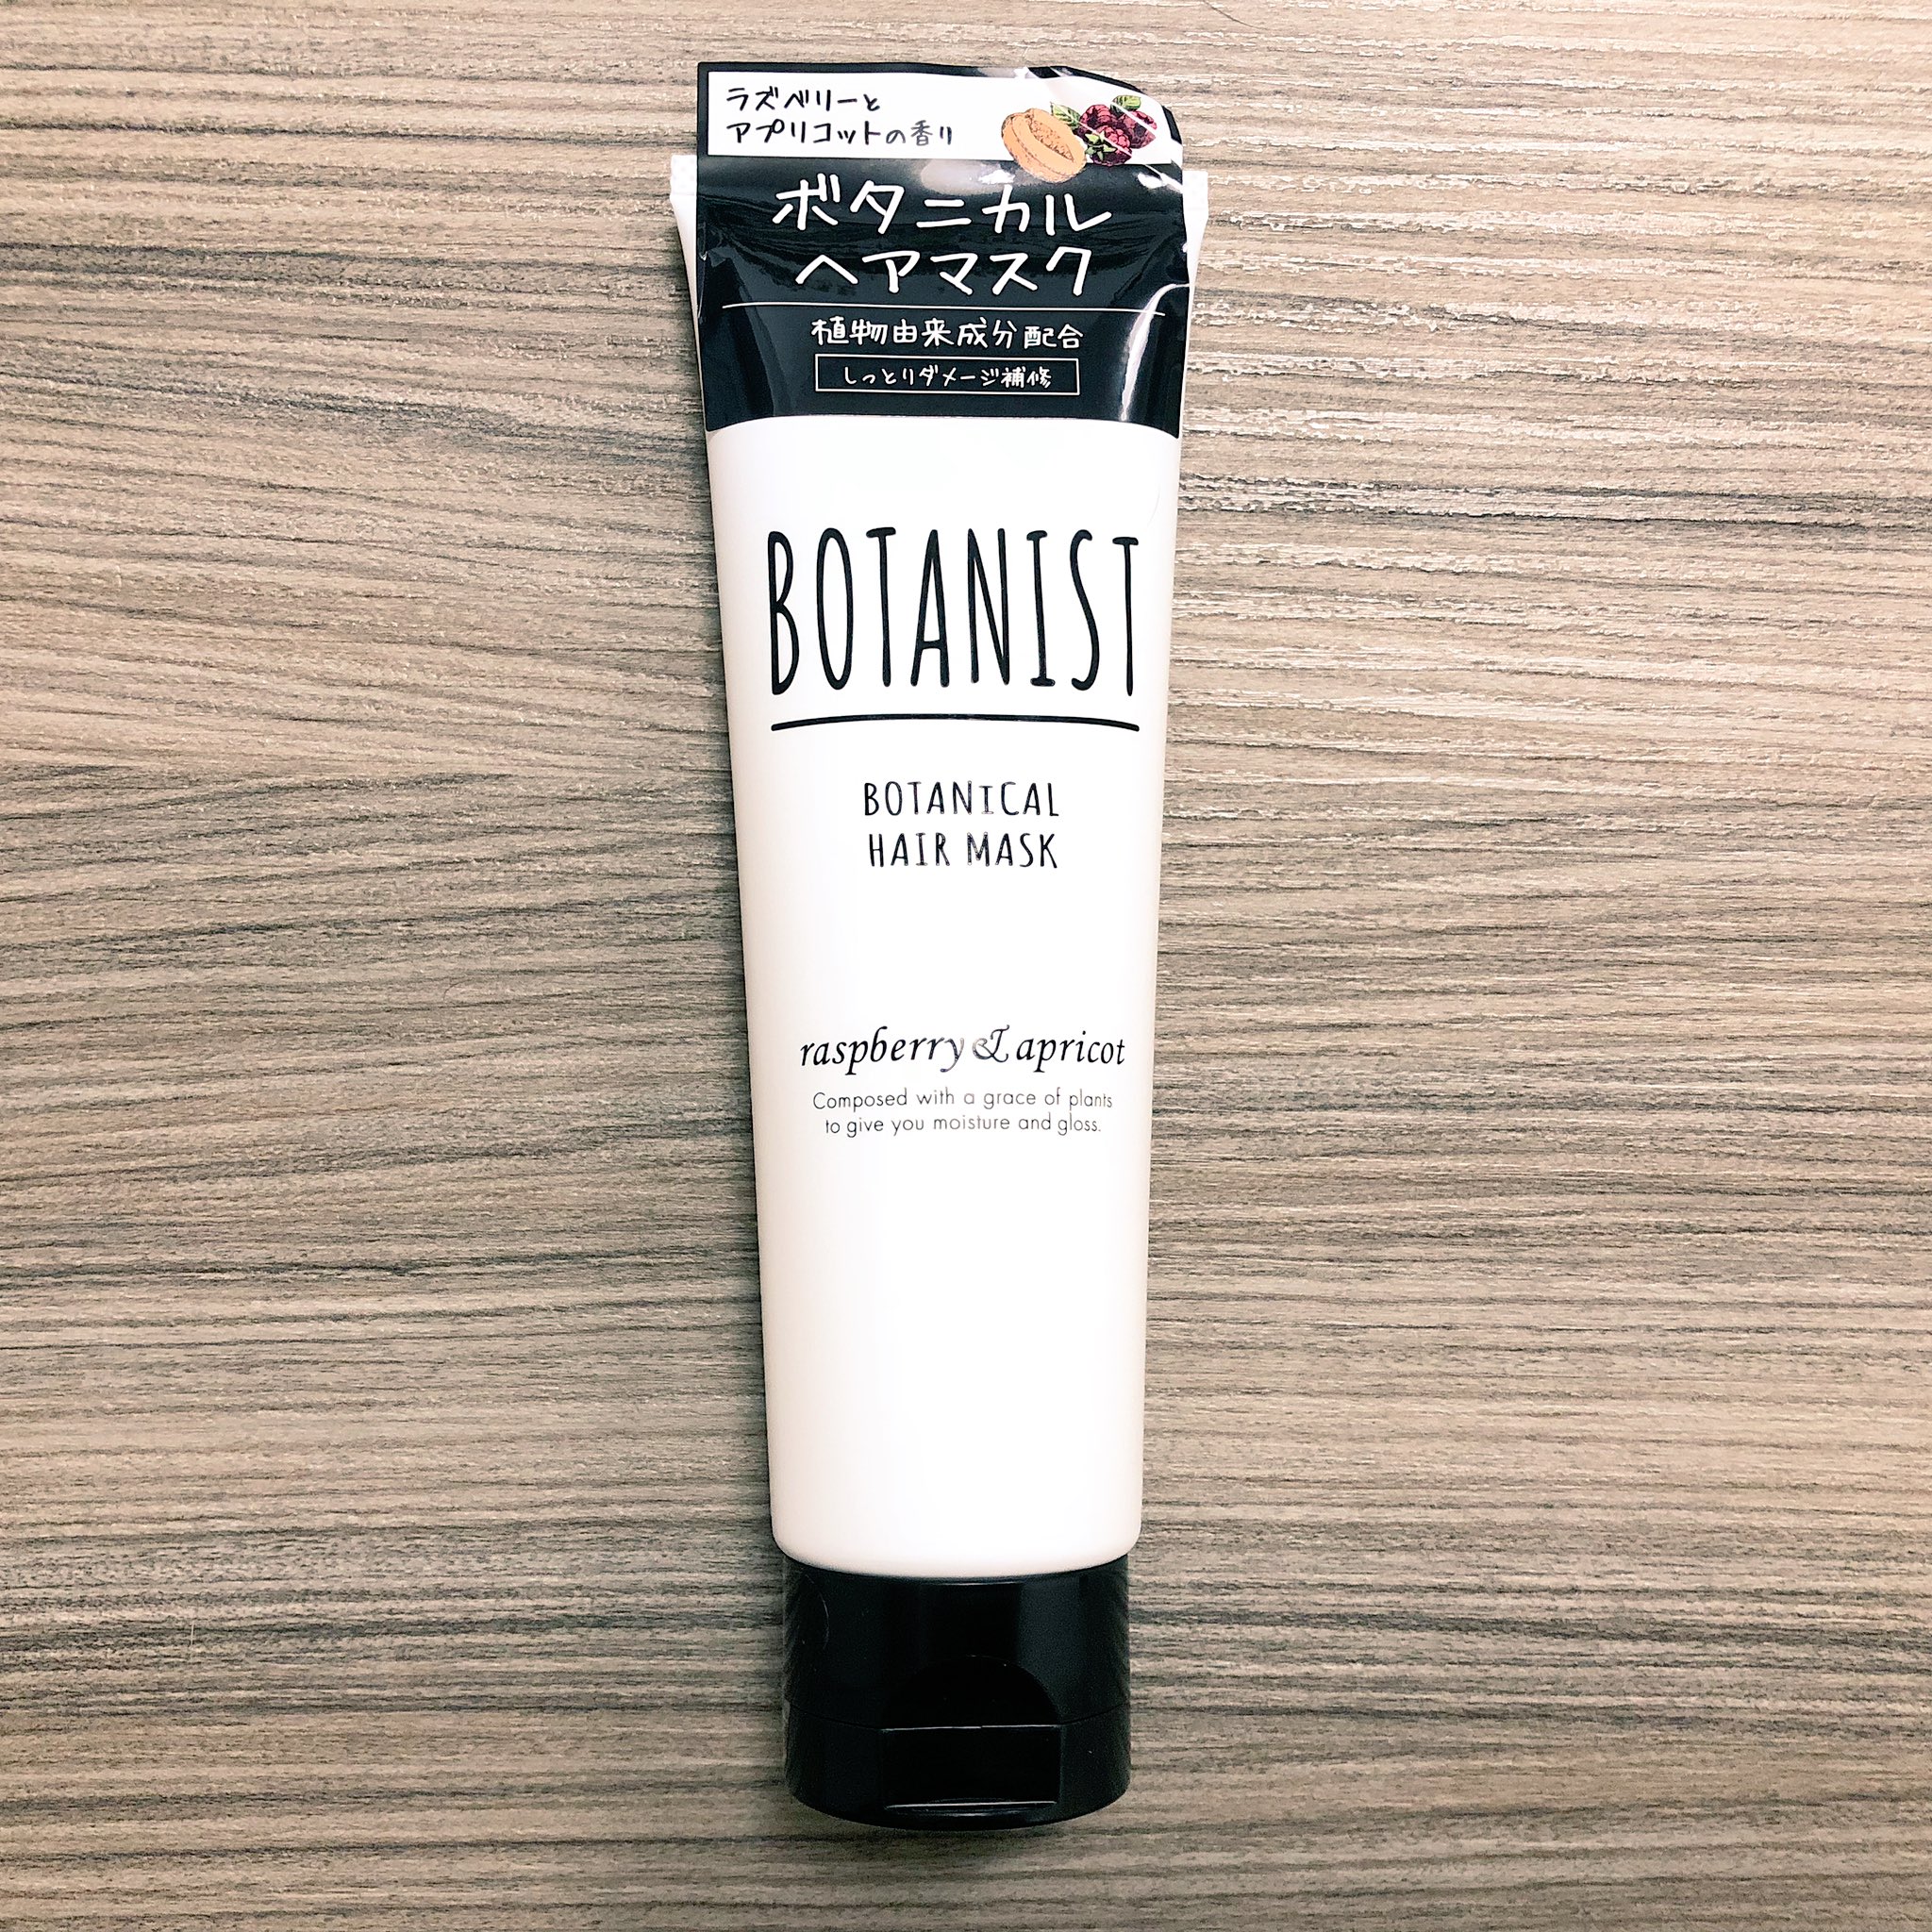 ラズベリーと
アプリコットの香り
ボタニカル
ヘアマスク
植物由来成分配合
しっとりダメージ補修
BOTANIST
BOTANICAL
HAIR MASK
raspberry & apricot
Composed with a grace of plants
to give you moisture and gloss.